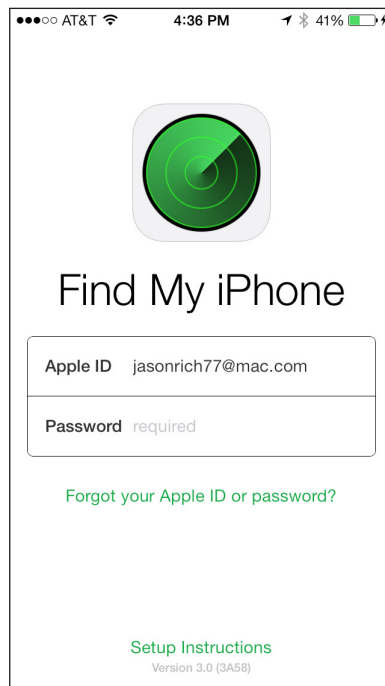 AT&T 4:36 PM 41%
Find My iPhone
Apple ID jasonrich77@mac.com
Password required
Forgot your Apple ID or password?
Setup Instructions
Version 3.0 (3A58)